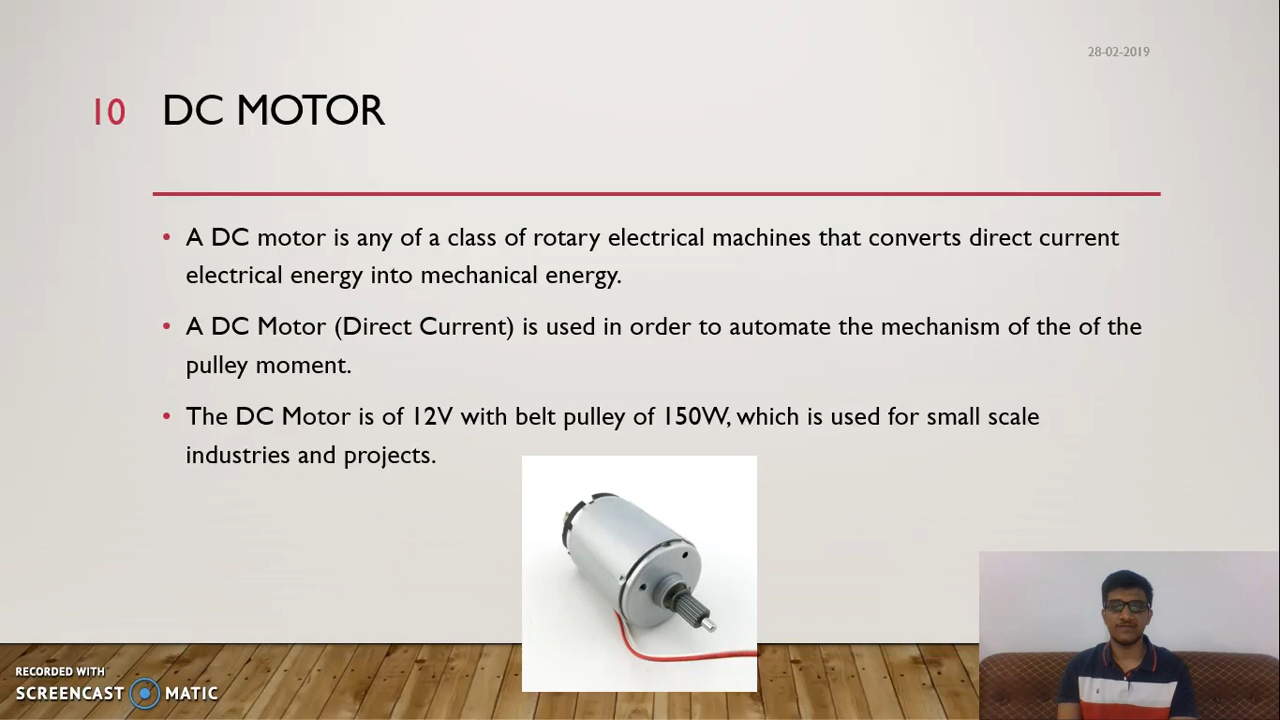 28-02-2019
10 DC MOTOR
• A DC motor is any of a class of rotary electrical machines that converts direct current
electrical energy into mechanical energy.
• A DC Motor (Direct Current) is used in order to automate the mechanism of the of the
pulley moment.
• The DC Motor is of 12V with belt pulley of 150W, which is used for small scale
industries and projects.
RECORDED WITH
SCREENCAST MATIC